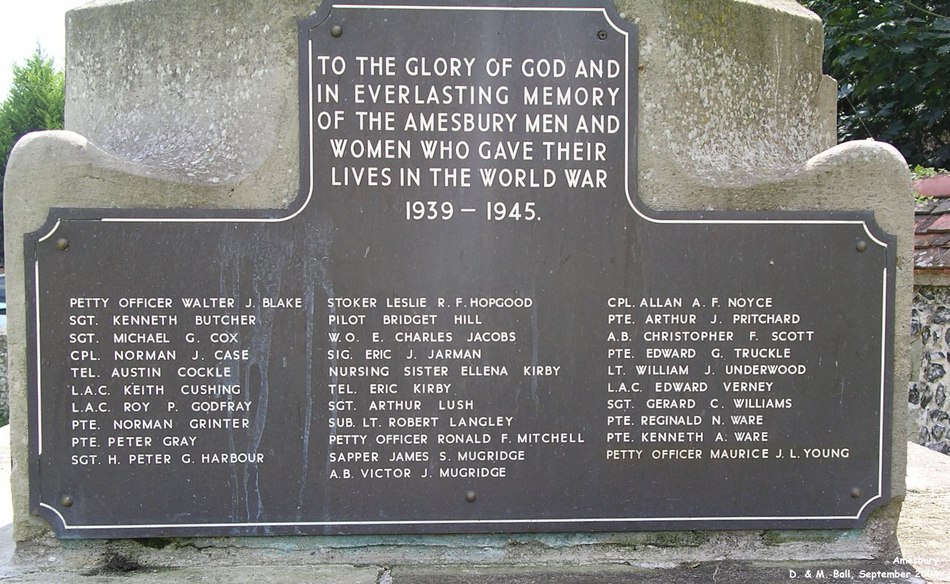 TO THE GLORY OF GOD AND
IN EVERLASTING MEMORY
OF THE AMESBURY MEN AND
WOMEN WHO GAVE THEIR
LIVES IN THE WORLD WAR
1939 – 1945.
PETTY OFFICER WALTER J. BLAKE
SGT. KENNETH BUTCHER
SGT. MICHAEL G. COX
CPL. NORMAN J. CASE
TEL. AUSTIN COCKLE
L.A.C. KEITH CUSHING
L.A.C. ROY P. GODFRAY
PTE. NORMAN GRINTER
PTE. PETER GRAY
SGT. H. PETER G. HARBOUR
STOKER LESLIE R. F. HOPGOOD
PILOT BRIDGET HILL
W.O. E. CHARLES JACOBS
SIG. ERIC J. JARMAN
NURSING SISTER ELLENA KIRBY
TEL. ERIC KIRBY
SGT. ARTHUR LUSH
SUB. LT. ROBERT LANGLEY
PETTY OFFICER RONALD F. MITCHELL
SAPPER JAMES S. MUGRIDGE
A.B. VICTOR J. MUGRIDGE
CPL. ALLAN A. F. NOYCE
PTE. ARTHUR J. PRITCHARD
A.B. CHRISTOPHER F. SCOTT
PTE. EDWARD G. TRUCKLE
LT. WILLIAM J. UNDERWOOD
L.A.C. EDWARD VERNEY
SGT. GERARD C. WILLIAMS
PTE. REGINALD N. WARE
PTE. KENNETH A. WARE
PETTY OFFICER MAURICE J. L. YOUNG
Amesbury
D. & M. Ball, September